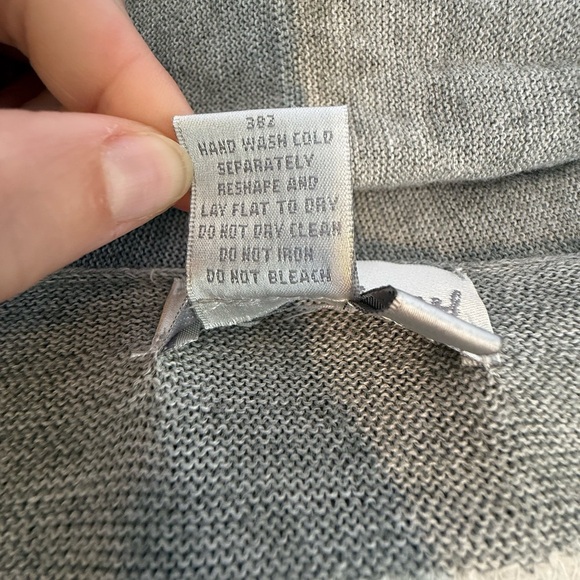 382
HAND WASH COLD
SEPARATELY
RESHAPE AND
LAY FLAT TO DRY
DO NOT DRY CLEAN
DO NOT IRON
DO NOT BLEACH